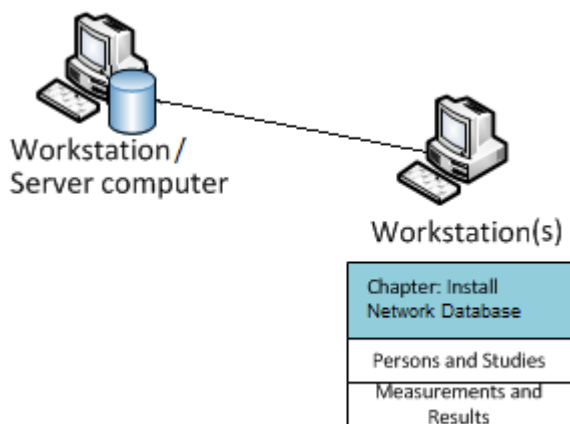 Workstation/
Server computer
Workstation(s)
Chapter: Install
Network Database
Persons and Studies
Measurements and
Results